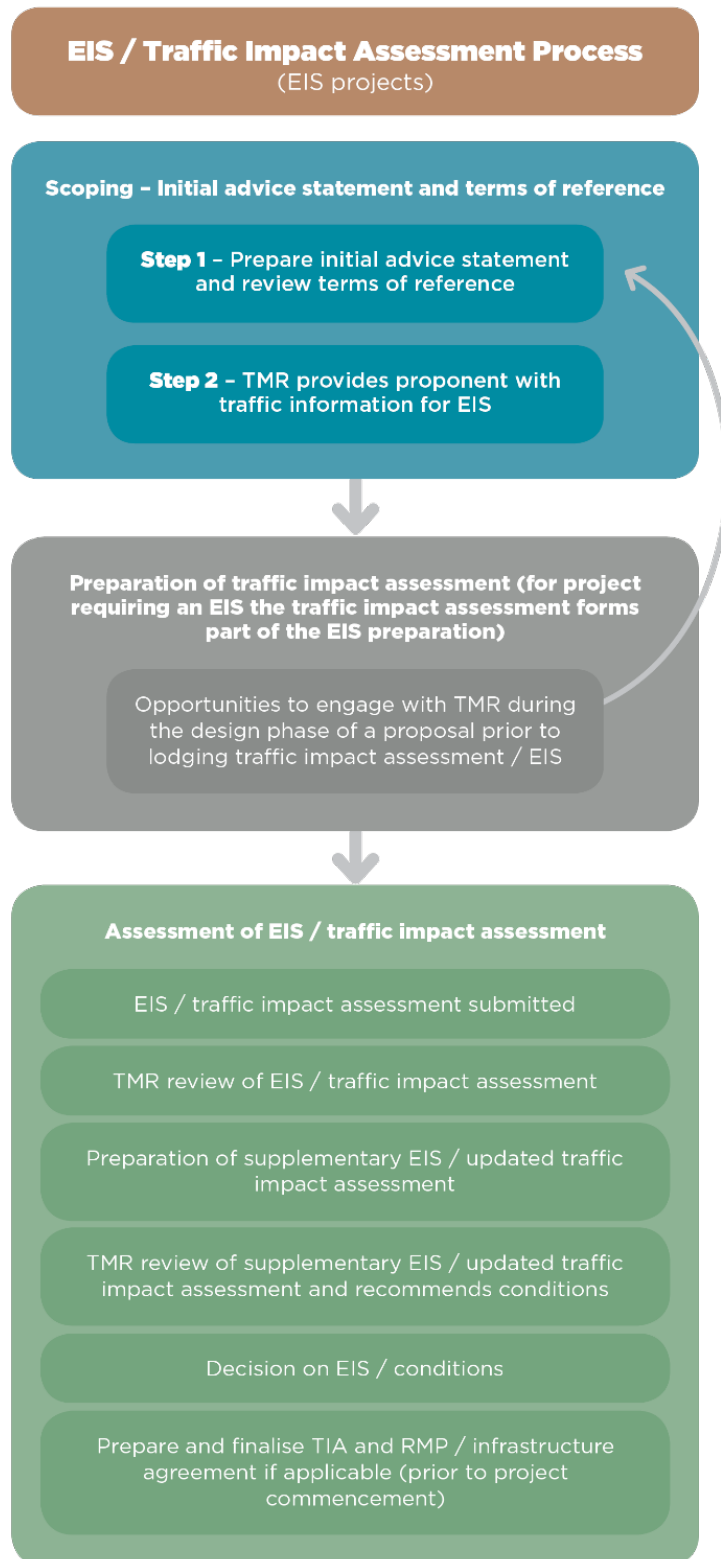 EIS / Traffic Impact Assessment Process
(EIS projects)
Scoping – Initial advice statement and terms of reference
Step 1 – Prepare initial advice statement
and review terms of reference
Step 2 – TMR provides proponent with
traffic information for EIS
Preparation of traffic impact assessment (for project
requiring an EIS the traffic impact assessment forms
part of the EIS preparation)
Opportunities to engage with TMR during
the design phase of a proposal prior to
lodging traffic impact assessment / EIS
Assessment of EIS / traffic impact assessment
EIS / traffic impact assessment submitted
TMR review of EIS / traffic impact assessment
Preparation of supplementary EIS / updated traffic
impact assessment
TMR review of supplementary EIS / updated traffic
impact assessment and recommends conditions
Decision on EIS / conditions
Prepare and finalise TIA and RMP / infrastructure
agreement if applicable (prior to project
commencement)